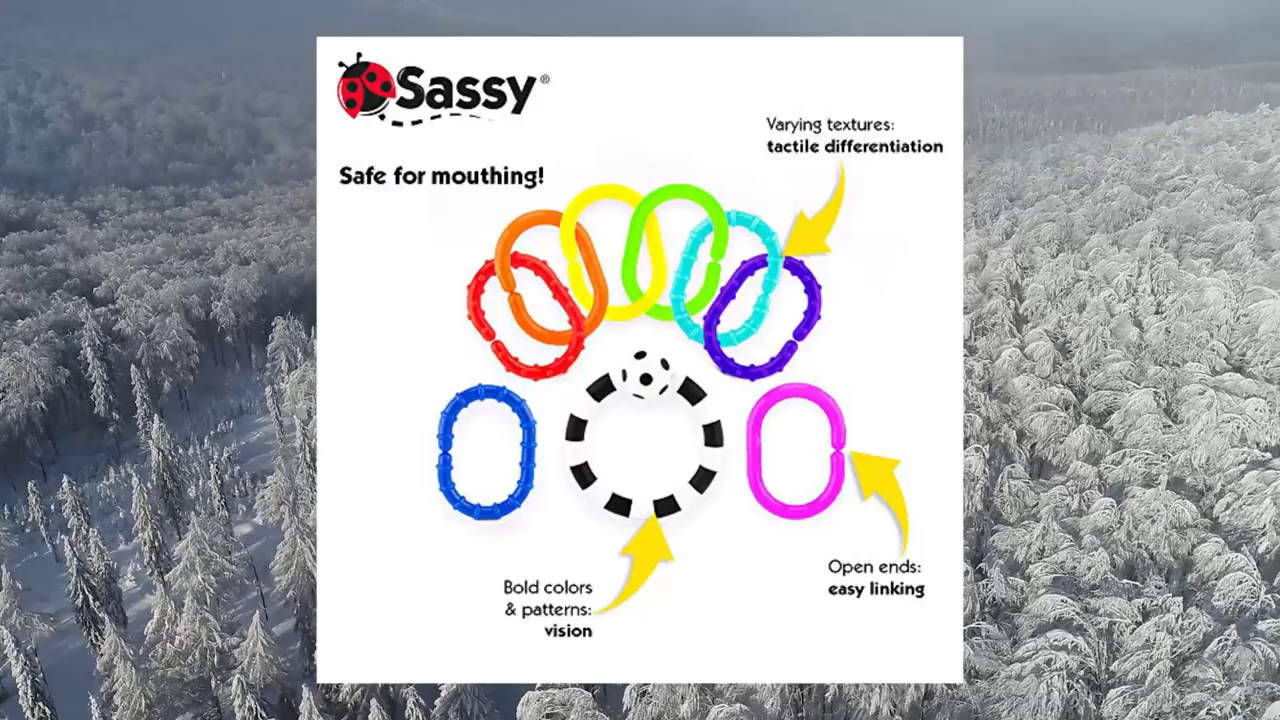 Sassy®
Varying textures:
tactile differentiation
Safe for mouthing!
Open ends:
easy linking
Bold colors
& patterns:
vision